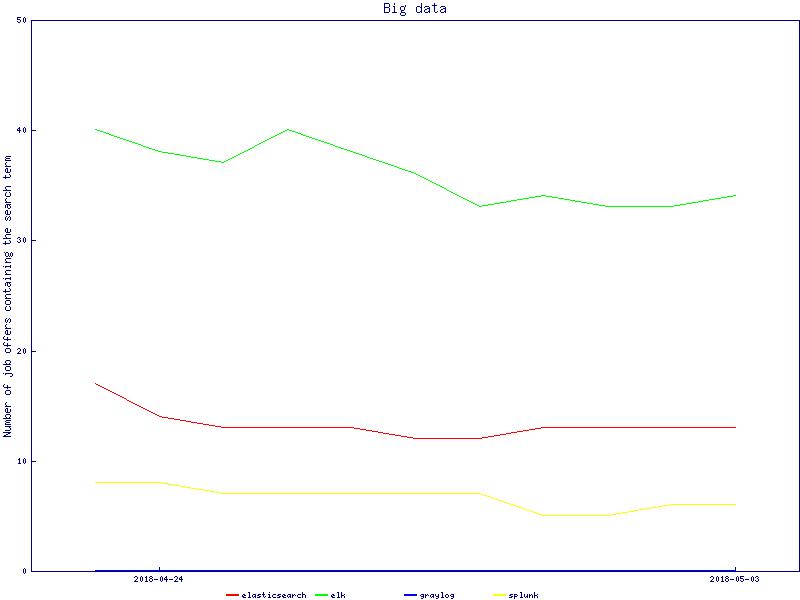 Big data
50
40
30
20
10
0
Number of job offers containing the search term
2018-04-24 2018-05-03
elasticsearch elk graylog splunk